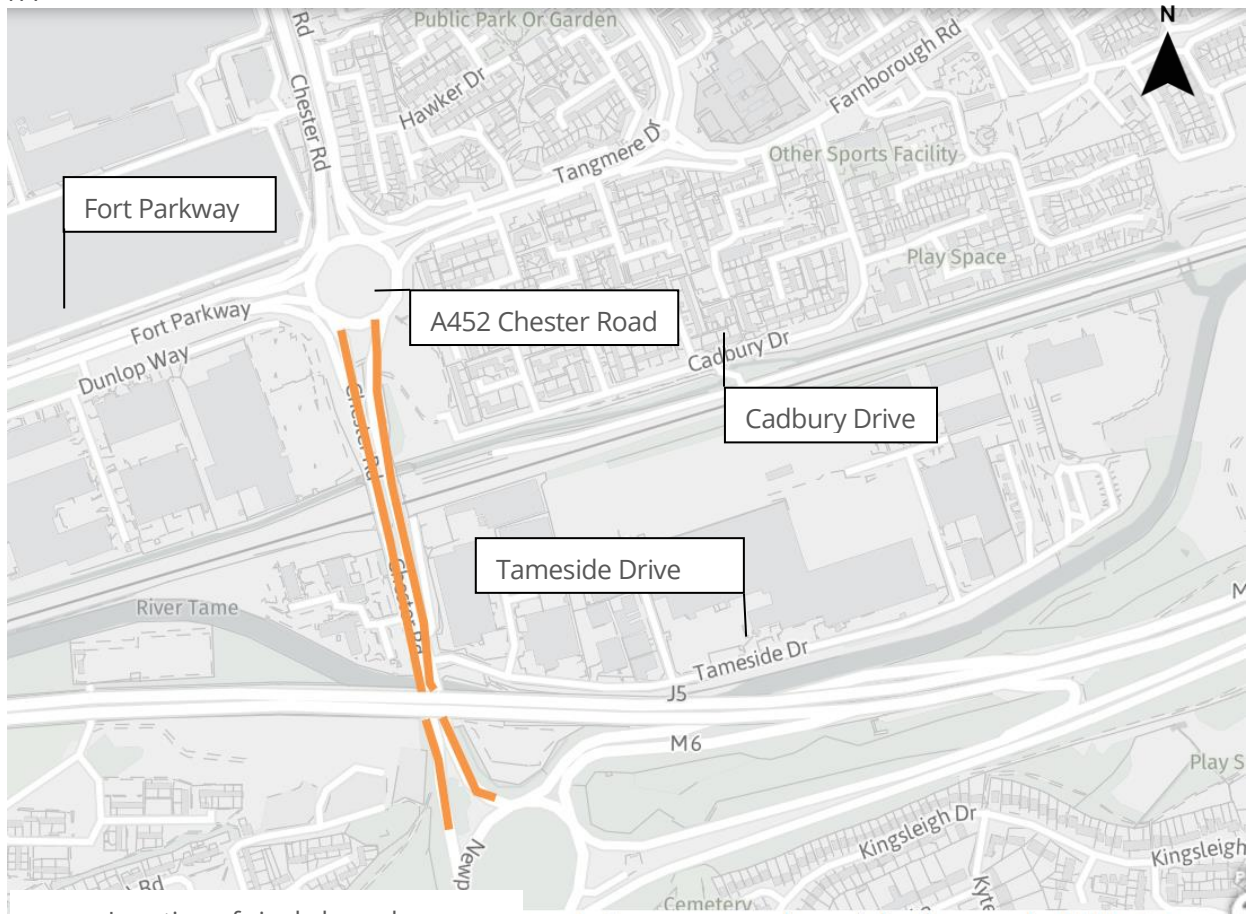 Public Park Or Garden
N
Rd
Chester Rd
Hawker Dr
Farnborough Rd
Tangmere Dr
Other Sports Facility
Fort Parkway
Play Space
A452 Chester Road
Fort Parkway
Cadbury Dr
Dunlop Way
Chester Rd
Cadbury Drive
Tameside Drive
Chester Rd
River Tame
Tameside Dr
J5
M6
Play S
Kingsleigh Dr
Kingsleigh
Rd
Cemetery